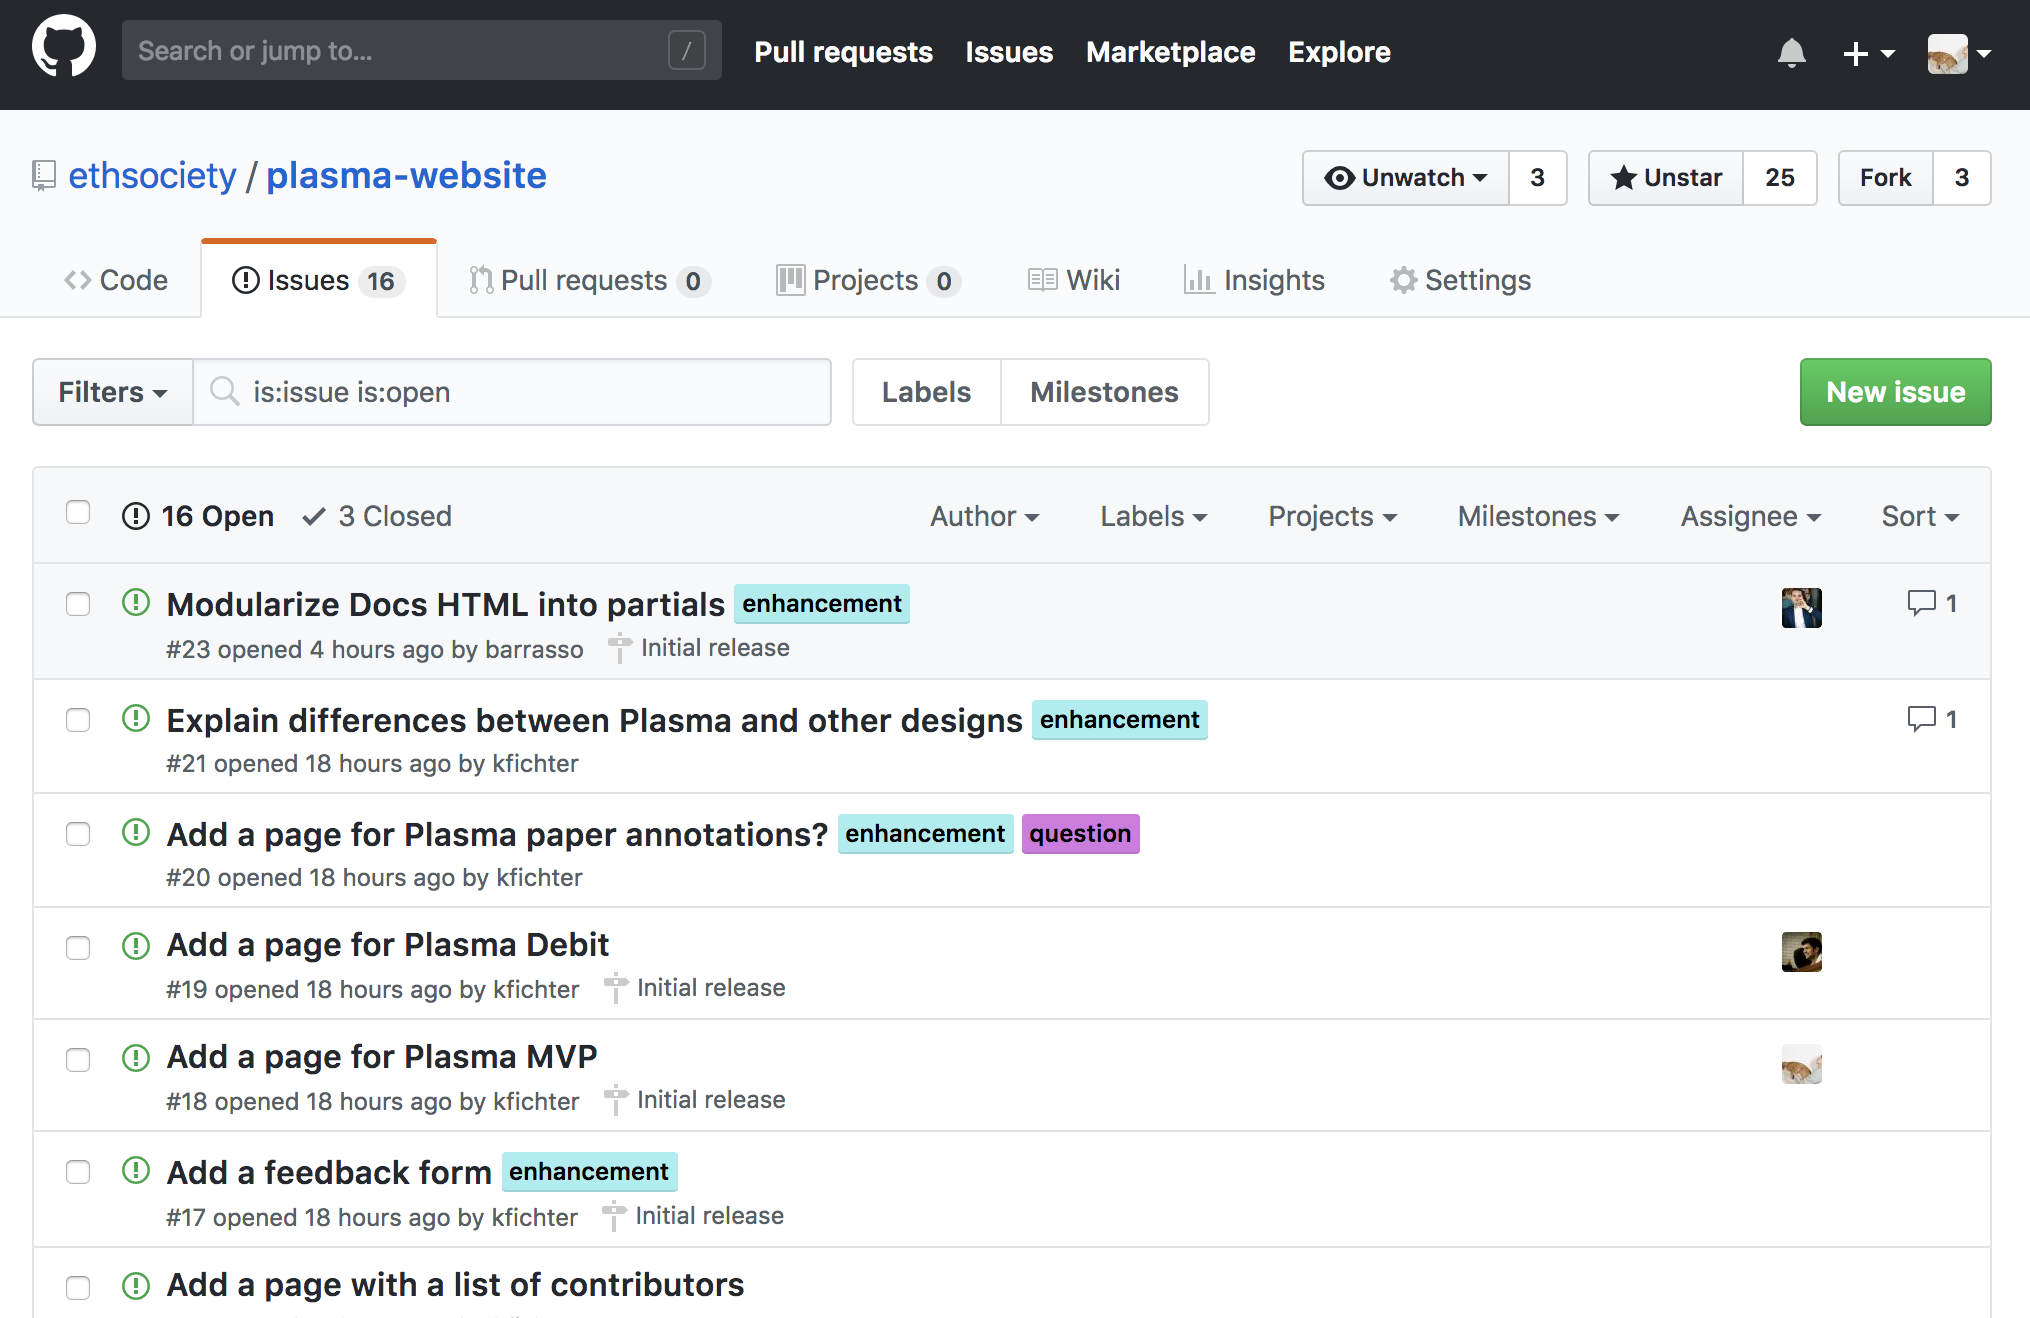 Search or jump to... / Pull requests Issues Marketplace Explore
ethsociety / plasma-website Unwatch 3 Unstar 25 Fork 3
Code Issues 16 Pull requests 0 Projects 0 Wiki Insights Settings
Filters is:issue is:open Labels Milestones New issue
16 Open 3 Closed Author Labels Projects Milestones Assignee Sort
Modularize Docs HTML into partials enhancement 1
#23 opened 4 hours ago by barrasso Initial release
Explain differences between Plasma and other designs enhancement 1
#21 opened 18 hours ago by kfichter
Add a page for Plasma paper annotations? enhancement question
#20 opened 18 hours ago by kfichter
Add a page for Plasma Debit
#19 opened 18 hours ago by kfichter Initial release
Add a page for Plasma MVP
#18 opened 18 hours ago by kfichter Initial release
Add a feedback form enhancement
#17 opened 18 hours ago by kfichter Initial release
Add a page with a list of contributors